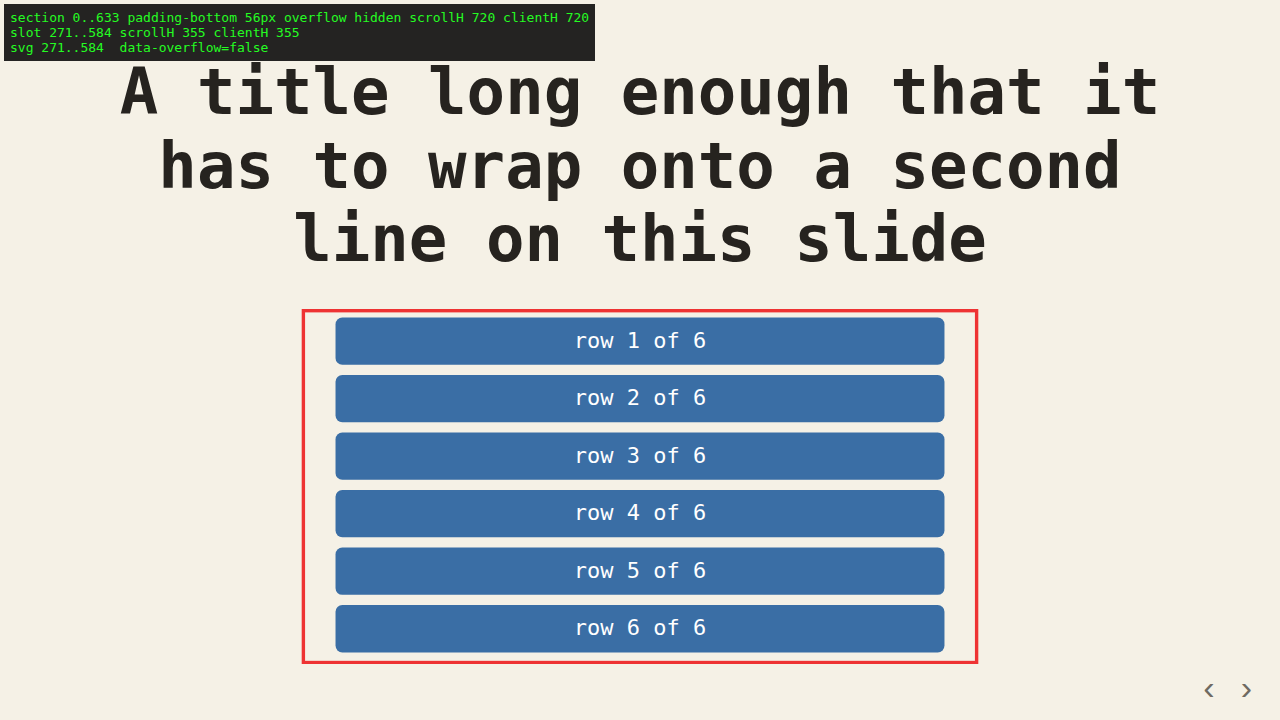 section 0..633 padding-bottom 56px overflow hidden scrollH 720 clientH 720
slot 271..584 scrollH 355 clientH 355
svg 271..584  data-overflow=false
A title long enough that it
has to wrap onto a second
line on this slide
row 1 of 6
row 2 of 6
row 3 of 6
row 4 of 6
row 5 of 6
row 6 of 6
‹ ›